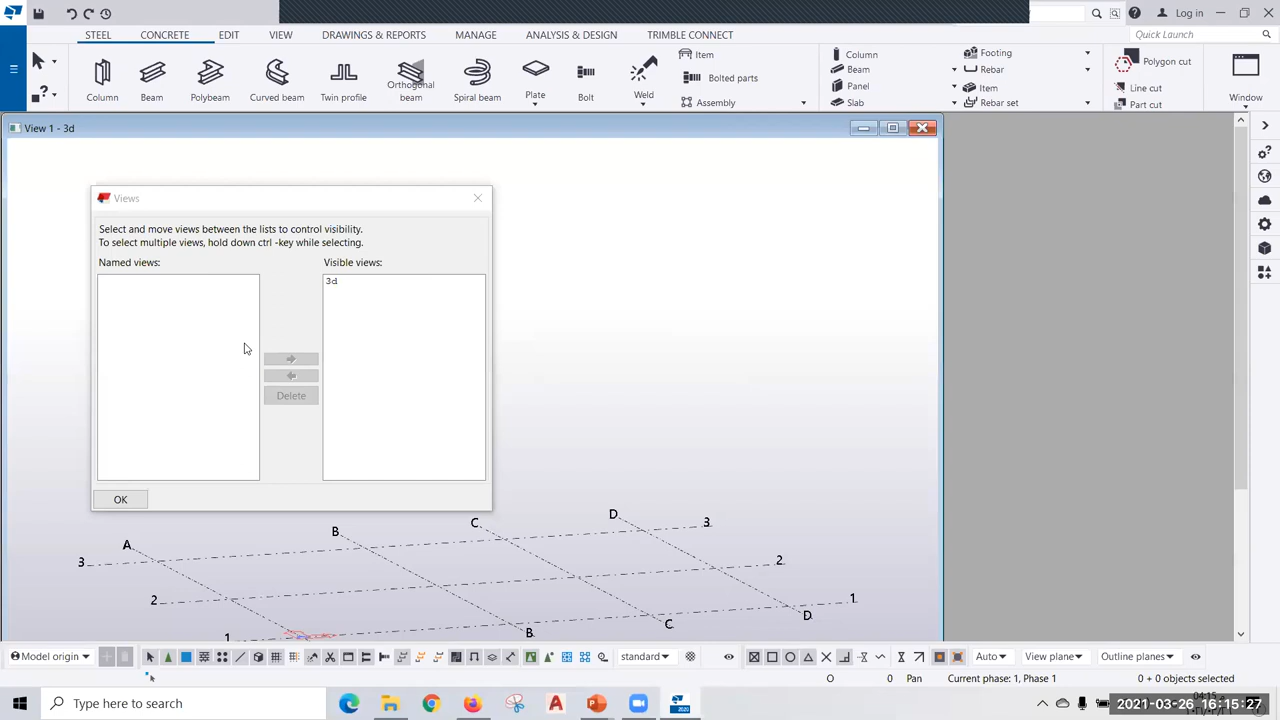 Log in
STEEL CONCRETE EDIT VIEW DRAWINGS & REPORTS MANAGE ANALYSIS & DESIGN TRIMBLE CONNECT Quick Launch
Column
Beam
Polybeam
Curved beam
Twin profile
Orthogonal
beam
Spiral beam
Plate
Bolt
Weld
Item
Bolted parts
Assembly
Column
Beam
Panel
Slab
Footing
Rebar
Item
Rebar set
Polygon cut
Line cut
Part cut
Window
View 1 - 3d
Views
Select and move views between the lists to control visibility.
To select multiple views, hold down ctrl -key while selecting.
Named views: Visible views:
3d
Delete
OK
A B C D 3
3 2
2 1
1 B C D
Model origin standard Auto View plane Outline planes
O 0 Pan Current phase: 1, Phase 1 0 + 0 objects selected
Type here to search
2020
2021-03-26 16:15:27